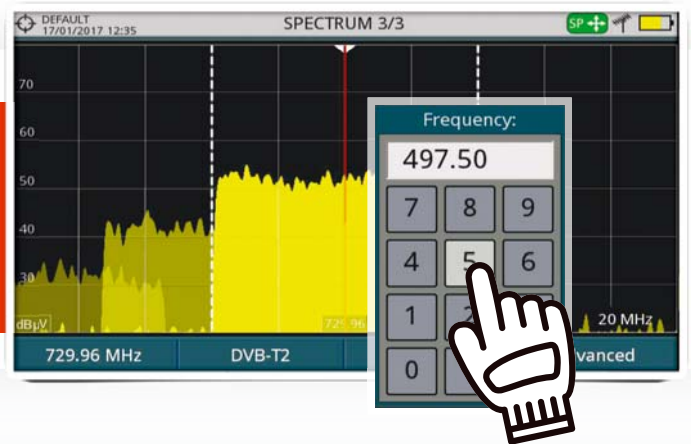 DEFAULT
17/01/2017 12:35
SPECTRUM 3/3
SP
70
60
50
40
30
dBµV
20 MHz
729.96 MHz
DVB-T2
vanced
Frequency:
497.50
7 8 9
4 5 6
1 2
0